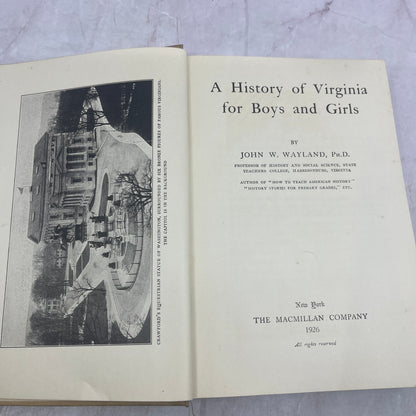 CRAWFORD'S EQUESTRIAN STATUE OF WASHINGTON, SURROUNDED BY SIX BRONZE FIGURES OF FAMOUS VIRGINIANS.
THE CAPITOL IS IN THE BACKGROUND
A History of Virginia
for Boys and Girls
BY
JOHN W. WAYLAND, PH.D.
PROFESSOR OF HISTORY AND SOCIAL SCIENCE, STATE
TEACHERS COLLEGE, HARRISONBURG, VIRGINIA
AUTHOR OF "HOW TO TEACH AMERICAN HISTORY"
"HISTORY STORIES FOR PRIMARY GRADES," ETC.
New York
THE MACMILLAN COMPANY
1926
All rights reserved